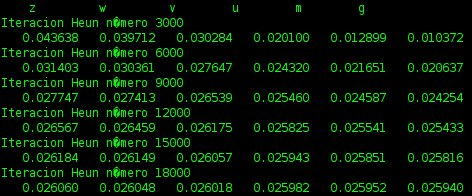 z w v u m g
Iteracion Heun n�mero 3000
0.043638 0.039712 0.030284 0.020100 0.012899 0.010372
Iteracion Heun n�mero 6000
0.031403 0.030361 0.027647 0.024320 0.021651 0.020637
Iteracion Heun n�mero 9000
0.027747 0.027413 0.026539 0.025460 0.024587 0.024254
Iteracion Heun n�mero 12000
0.026567 0.026459 0.026175 0.025825 0.025541 0.025433
Iteracion Heun n�mero 15000
0.026184 0.026149 0.026057 0.025943 0.025851 0.025816
Iteracion Heun n�mero 18000
0.026060 0.026048 0.026018 0.025982 0.025952 0.025940